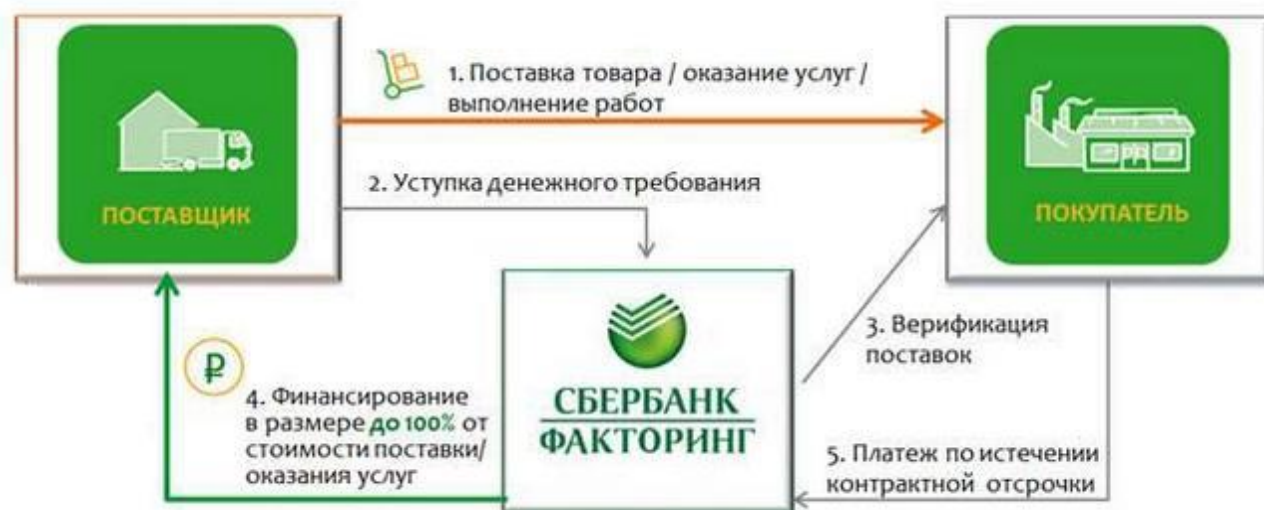 1. Поставка товара / оказание услуг /
выполнение работ
ПОСТАВЩИК
ПОКУПАТЕЛЬ
2. Уступка денежного требования
3. Верификация
поставок
₽
4. Финансирование
в размере до 100% от
стоимости поставки/
оказания услуг
СБЕРБАНК
ФАКТОРИНГ
5. Платеж по истечении
контрактной отсрочки